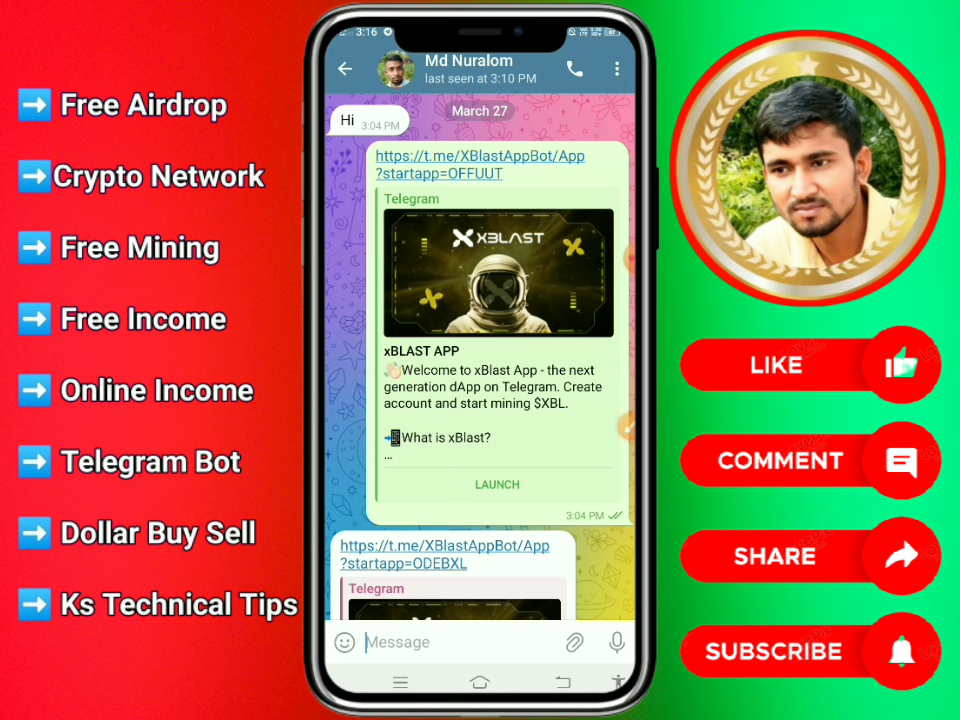 ➡️ Free Airdrop
➡️ Crypto Network
➡️ Free Mining
➡️ Free Income
➡️ Online Income
➡️ Telegram Bot
➡️ Dollar Buy Sell
➡️ Ks Technical Tips
3:16
Md Nuralom
last seen at 3:10 PM
March 27
Hi 3:04 PM
https://t.me/XBlastAppBot/App
?startapp=OFFUUT
Telegram
XBLAST
xBLAST APP
👋🏻Welcome to xBlast App - the next
generation dApp on Telegram. Create
account and start mining $XBL.
📲What is xBlast?
...
LAUNCH
3:04 PM
https://t.me/XBlastAppBot/App
?startapp=ODEBXL
Telegram
Message
LIKE
COMMENT
SHARE
SUBSCRIBE